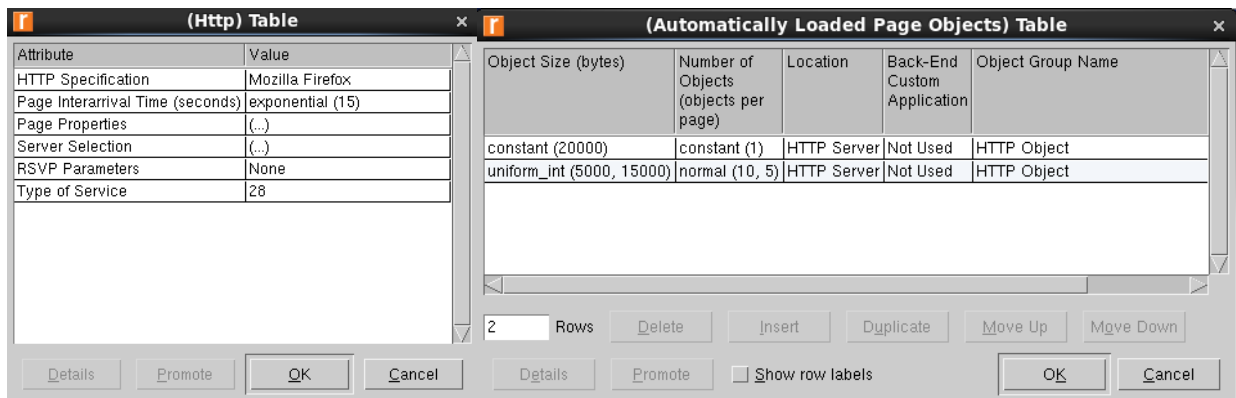 (Http) Table
Attribute Value
HTTP Specification Mozilla Firefox
Page Interarrival Time (seconds) exponential (15)
Page Properties (...)
Server Selection (...)
RSVP Parameters None
Type of Service 28
Details Promote OK Cancel
(Automatically Loaded Page Objects) Table
Object Size (bytes) Number of Objects (objects per page) Location Back-End Custom Application Object Group Name
constant (20000) constant (1) HTTP Server Not Used HTTP Object
uniform_int (5000, 15000) normal (10, 5) HTTP Server Not Used HTTP Object
2 Rows Delete Insert Duplicate Move Up Move Down
Details Promote Show row labels OK Cancel